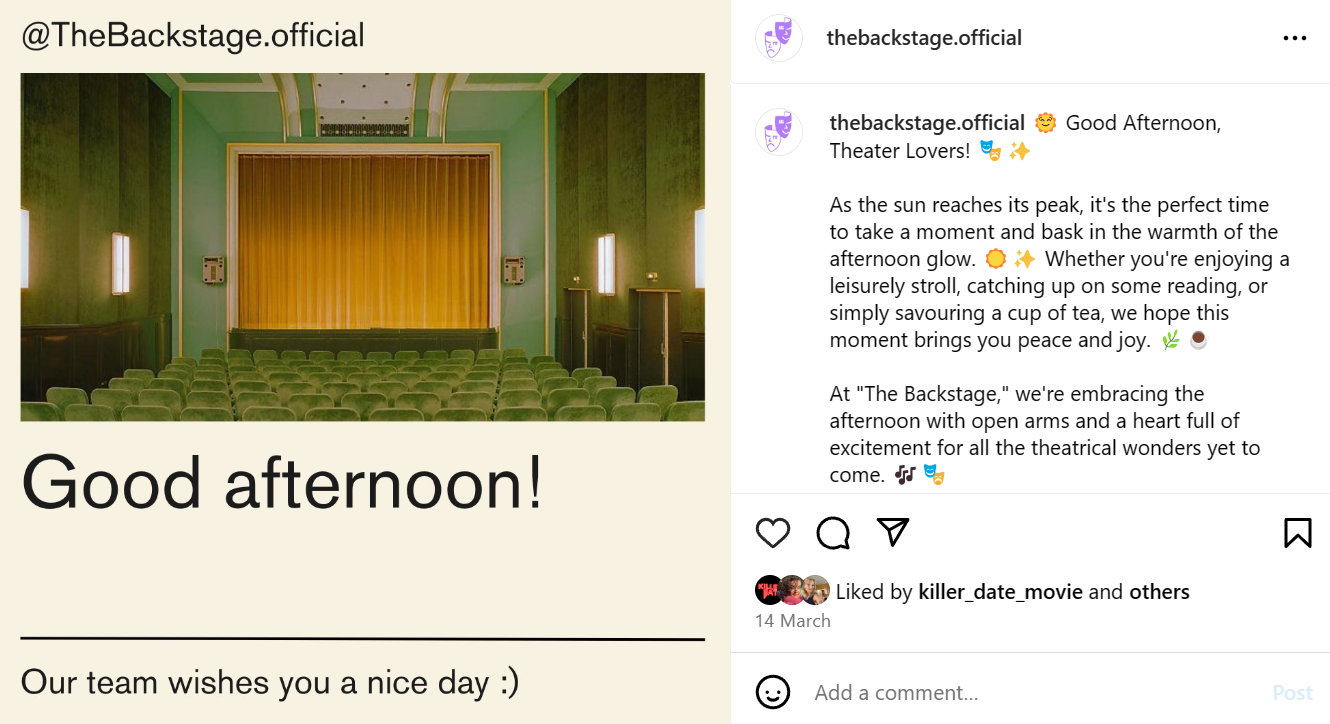 @TheBackstage.official
Good afternoon!
Our team wishes you a nice day :)
thebackstage.official
thebackstage.official 🌞 Good Afternoon,
Theater Lovers! 🎭 ✨
As the sun reaches its peak, it's the perfect time
to take a moment and bask in the warmth of the
afternoon glow. 🌞 ✨ Whether you're enjoying a
leisurely stroll, catching up on some reading, or
simply savouring a cup of tea, we hope this
moment brings you peace and joy. 🌿 ☕
At "The Backstage," we're embracing the
afternoon with open arms and a heart full of
excitement for all the theatrical wonders yet to
come. 🎶 🎭
Liked by killer_date_movie and others
14 March
Add a comment...
Post